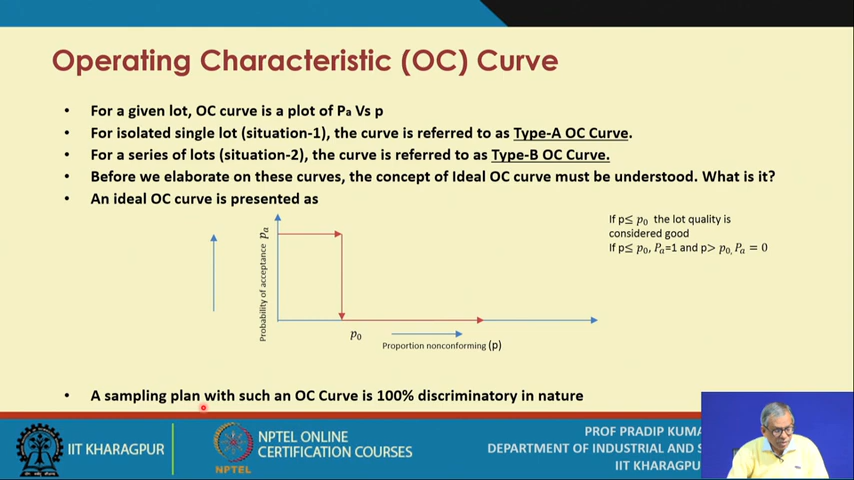 Operating Characteristic (OC) Curve
• For a given lot, OC curve is a plot of Pa Vs p
• For isolated single lot (situation-1), the curve is referred to as Type-A OC Curve.
• For a series of lots (situation-2), the curve is referred to as Type-B OC Curve.
• Before we elaborate on these curves, the concept of Ideal OC curve must be understood. What is it?
• An ideal OC curve is presented as
If p≤ p₀ the lot quality is
considered good
If p≤ p₀, Pₐ=1 and p> p₀, Pₐ = 0
Probability of acceptance pₐ
p₀
Proportion nonconforming (p)
• A sampling plan with such an OC Curve is 100% discriminatory in nature
IIT KHARAGPUR
NPTEL
NPTEL ONLINE
CERTIFICATION COURSES
PROF PRADIP KUMA
DEPARTMENT OF INDUSTRIAL AND S
IIT KHARAGPU